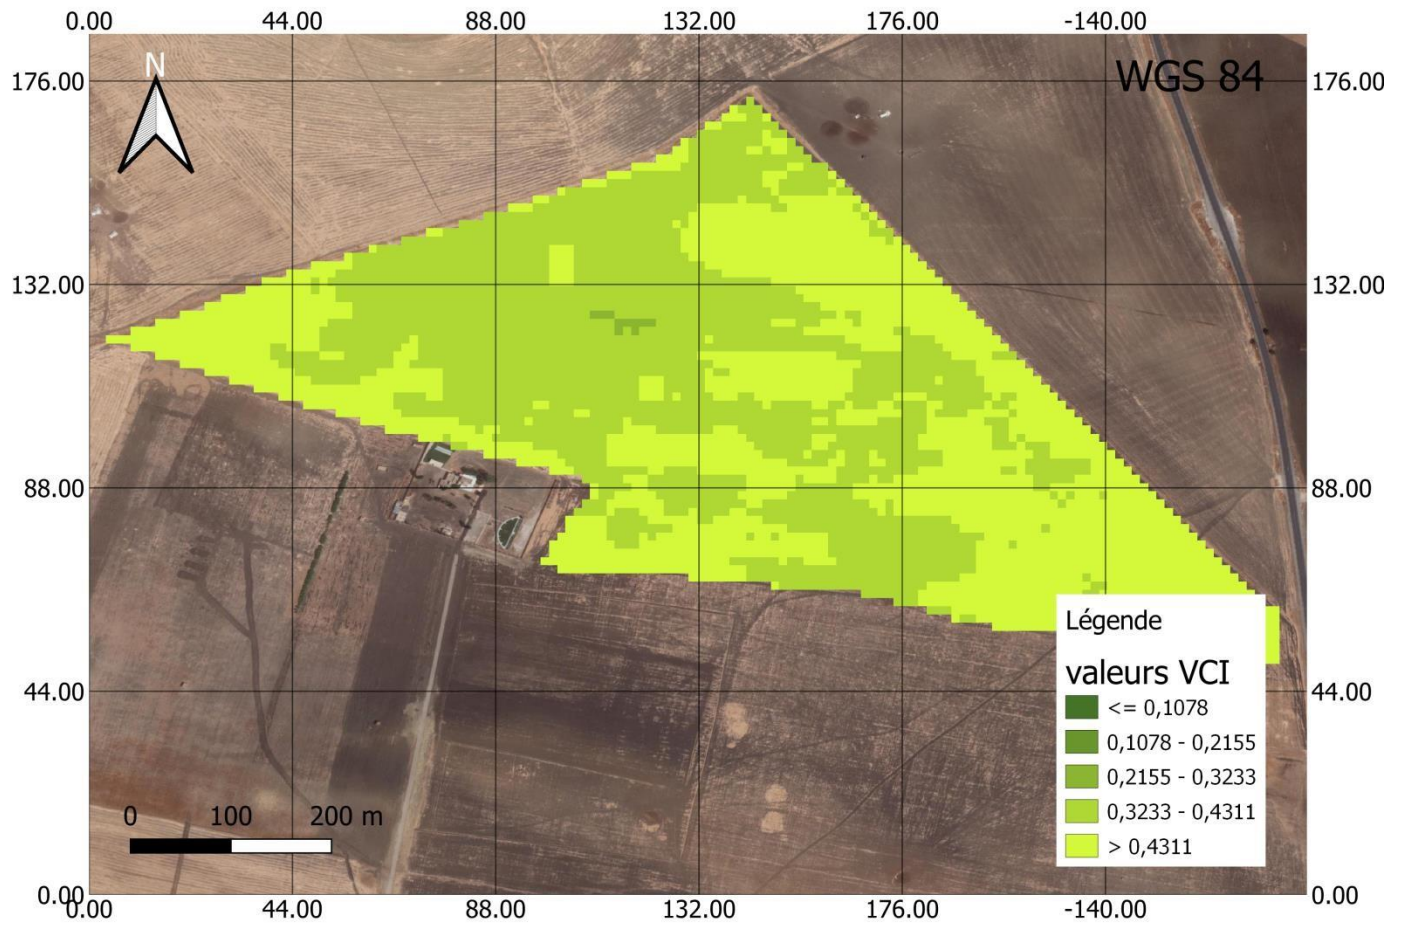 0.00 44.00 88.00 132.00 176.00 -140.00
N
WGS 84
176.00 176.00
132.00 132.00
88.00 88.00
44.00 44.00
Légende
valeurs VCI
<= 0,1078
0,1078 - 0,2155
0,2155 - 0,3233
0,3233 - 0,4311
> 0,4311
0 100 200 m
0.00 0.00
0.00 44.00 88.00 132.00 176.00 -140.00